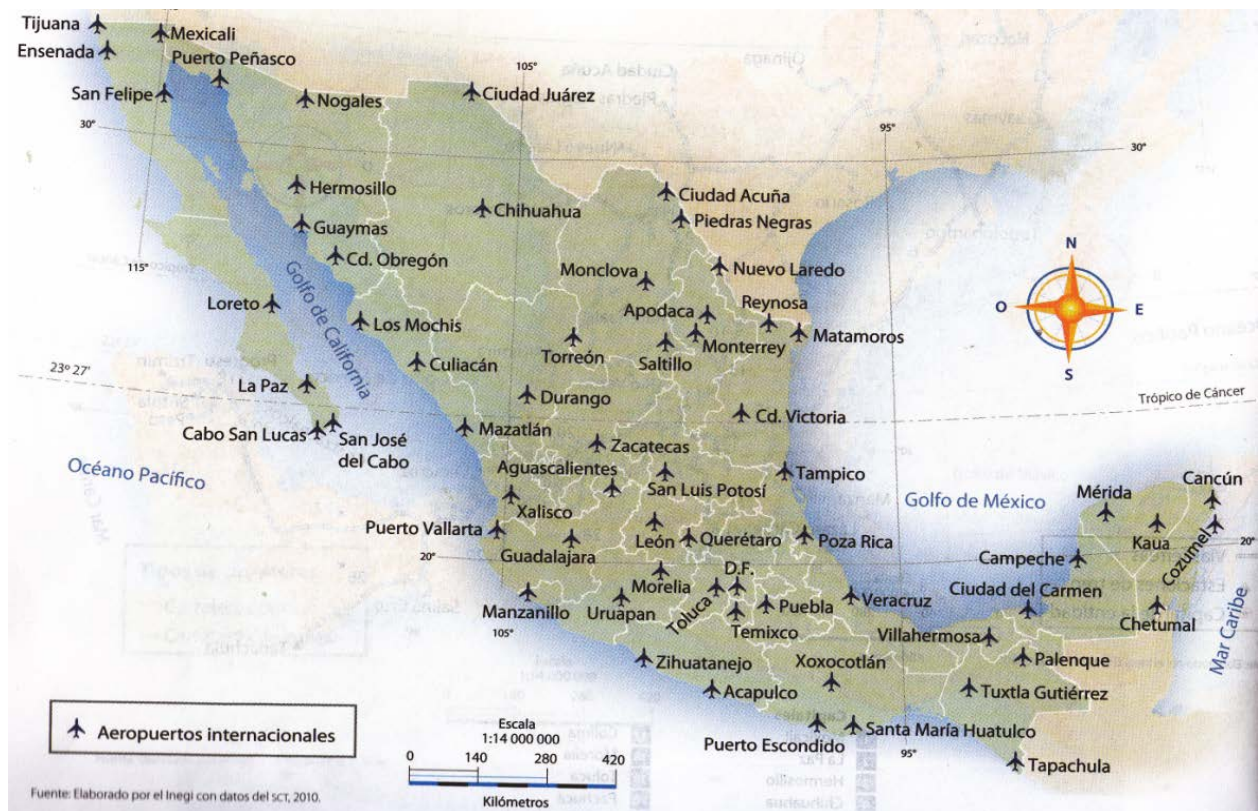 Tijuana
Mexicali
Ensenada
Puerto Peñasco
San Felipe
Nogales
Ciudad Juárez
105°
95°
30°
30°
Hermosillo
Guaymas
Cd. Obregón
Chihuahua
Ciudad Acuña
Piedras Negras
Nuevo Laredo
Monclova
Reynosa
Apodaca
Matamoros
Monterrey
Saltillo
Torreón
115°
Loreto
Golfo de California
Los Mochis
Culiacán
23° 27'
La Paz
Durango
Cd. Victoria
Trópico de Cáncer
N
O
E
S
Cabo San Lucas
San José
del Cabo
Mazatlán
Zacatecas
Océano Pacífico
Aguascalientes
San Luis Potosí
Tampico
Golfo de México
Mérida
Cancún
Xalisco
Puerto Vallarta
Guadalajara
León
Querétaro
Poza Rica
Kaua
Cozumel
20°
20°
Campeche
Morelia
D.F.
Manzanillo
Uruapan
Toluca
Puebla
Veracruz
Ciudad del Carmen
Chetumal
Temixco
Villahermosa
Mar Caribe
105°
Zihuatanejo
Xoxocotlán
Palenque
Acapulco
Tuxtla Gutiérrez
Puerto Escondido
Santa María Huatulco
95°
Tapachula
Aeropuertos internacionales
Escala
1:14 000 000
0 140 280 420
Kilómetros
Fuente: Elaborado por el Inegi con datos del SCT, 2010.